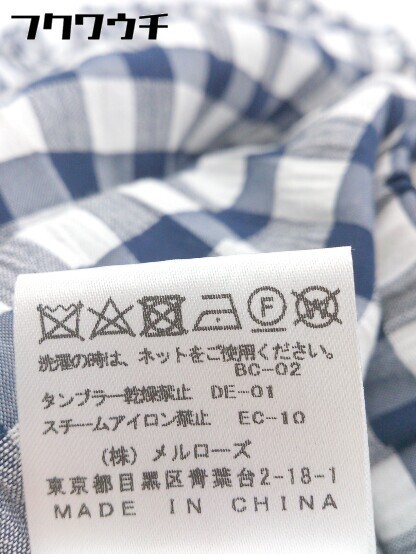 フクワウチ
洗濯の時は、ネットをご使用ください。
BC-02
タンブラー乾燥禁止 DE-01
スチームアイロン禁止 EC-10
(株) メルローズ
東京都目黒区青葉台2-18-1
MADE IN CHINA